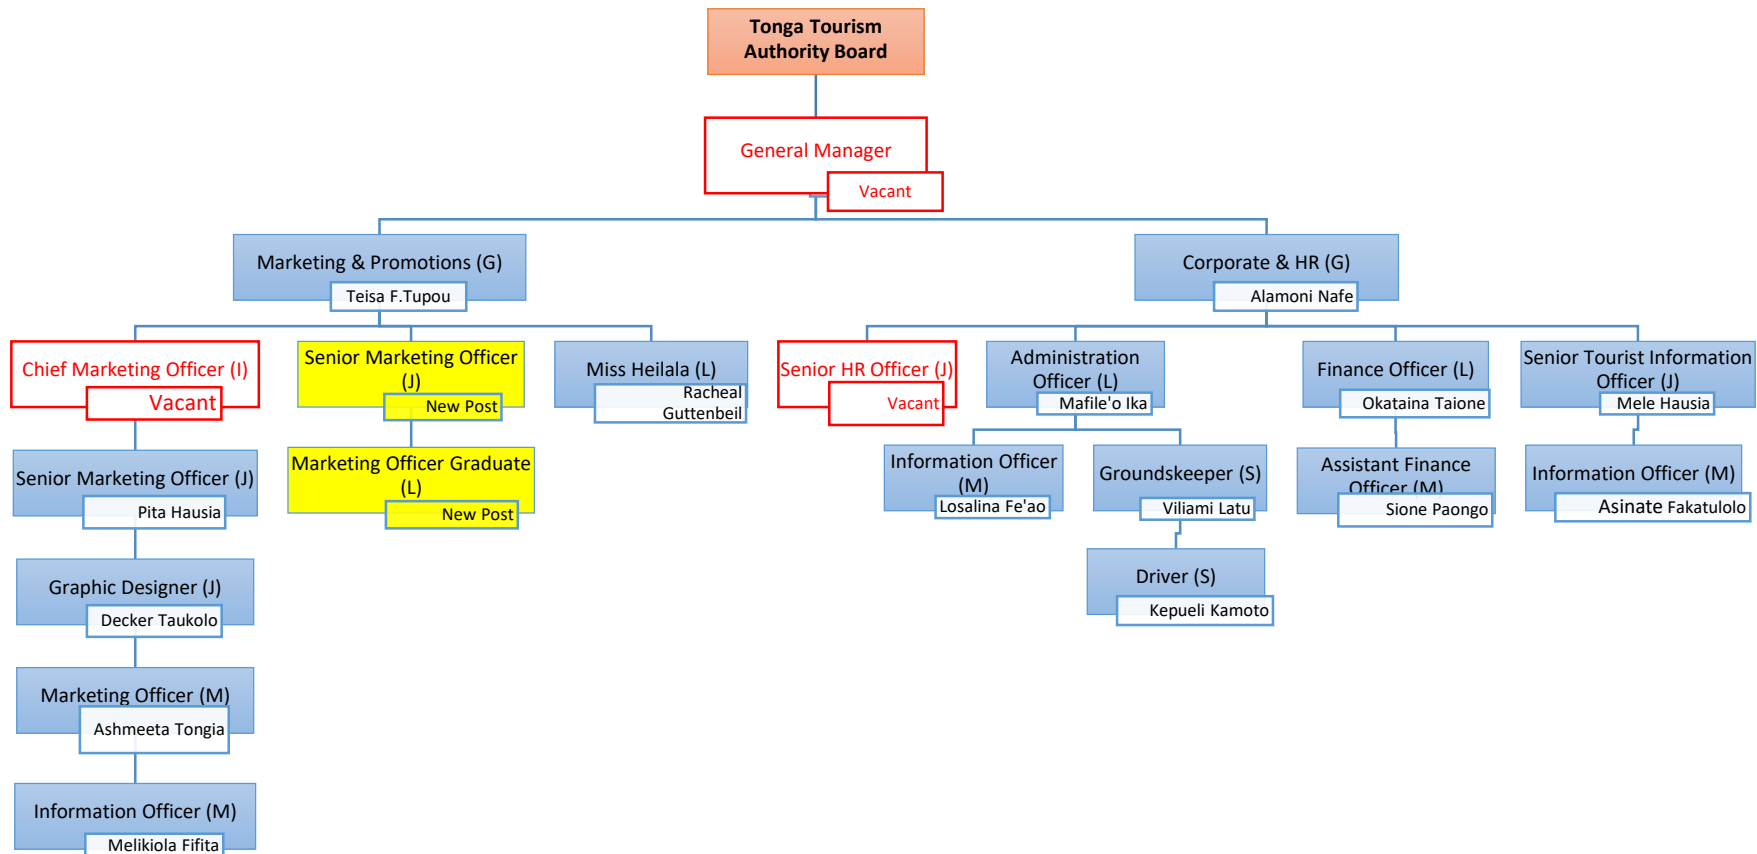 Tonga Tourism
Authority Board
General Manager
Vacant
Marketing & Promotions (G)
Teisa F.Tupou
Corporate & HR (G)
Alamoni Nafe
Chief Marketing Officer (I)
Vacant
Senior Marketing Officer
(J)
New Post
Miss Heilala (L)
Racheal
Guttenbeil
Senior HR Officer (J)
Vacant
Administration
Officer (L)
Mafile'o Ika
Finance Officer (L)
Okataina Taione
Senior Tourist Information
Officer (J)
Mele Hausia
Senior Marketing Officer (J)
Pita Hausia
Marketing Officer Graduate
(L)
New Post
Information Officer
(M)
Losalina Fe'ao
Groundskeeper (S)
Viliami Latu
Assistant Finance
Officer (M)
Sione Paongo
Information Officer (M)
Asinate Fakatulolo
Graphic Designer (J)
Decker Taukolo
Driver (S)
Kepueli Kamoto
Marketing Officer (M)
Ashmeeta Tongia
Information Officer (M)
Melikiola Fifita